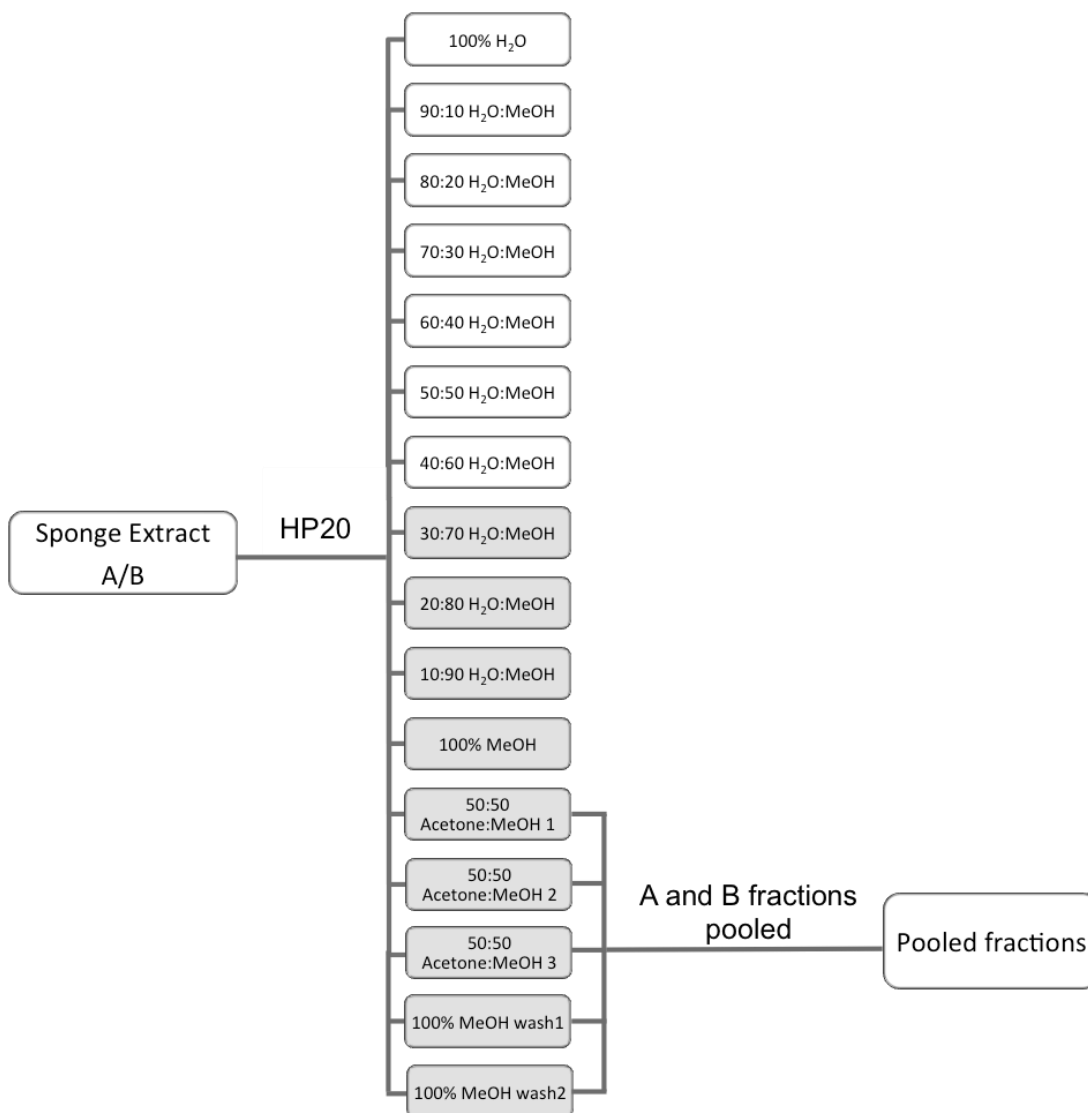 100% H₂O
90:10 H₂O:MeOH
80:20 H₂O:MeOH
70:30 H₂O:MeOH
60:40 H₂O:MeOH
50:50 H₂O:MeOH
40:60 H₂O:MeOH
Sponge Extract
A/B
HP20
30:70 H₂O:MeOH
20:80 H₂O:MeOH
10:90 H₂O:MeOH
100% MeOH
50:50
Acetone:MeOH 1
50:50
Acetone:MeOH 2
50:50
Acetone:MeOH 3
100% MeOH wash1
100% MeOH wash2
A and B fractions
pooled
Pooled fractions